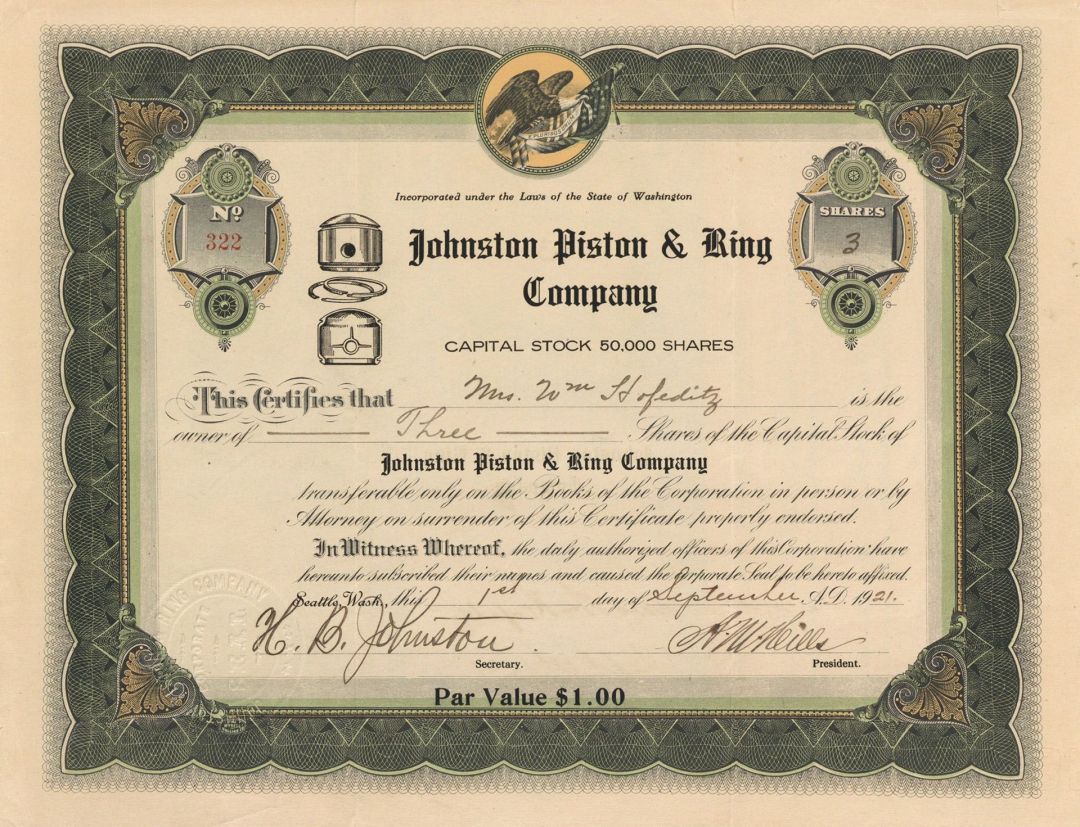 E PLURIBUS
Incorporated under the Laws of the State of Washington
Nº
322
SHARES
3
Johnston Piston & Ring
Company
CAPITAL STOCK 50,000 SHARES
This Certifies that Mrs. Wm Hofeditz is the
owner of Three Shares of the Capital Stock of
Johnston Piston & Ring Company
transferable only on the Books of the Corporation in person or by
Attorney on surrender of this Certificate properly endorsed.
In Witness Whereof, the duly authorized officers of this Corporation have
hereunto subscribed their names and caused the Corporate Seal to be hereto affixed.
Seattle, Wash., this 1st day of September A.D. 1921.
H. B. Johnston
Secretary. President.
Par Value $1.00
RING COMPANY